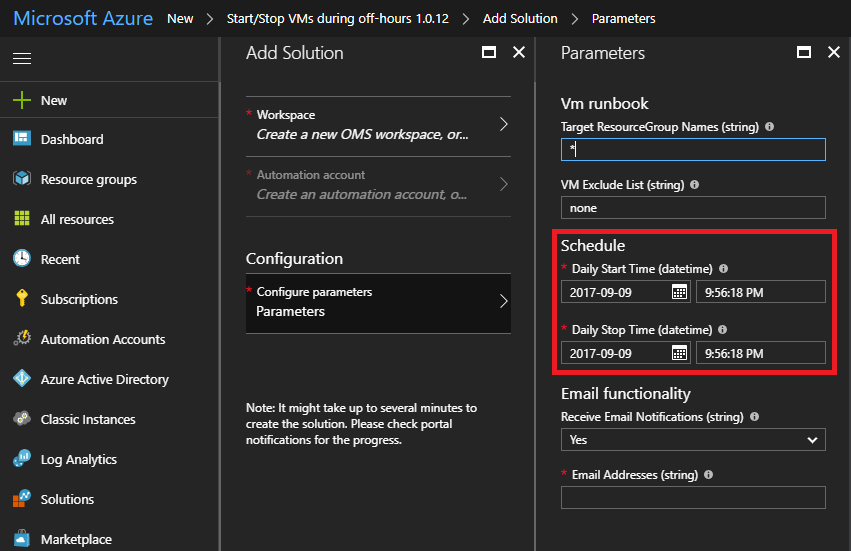 Microsoft Azure New > Start/Stop VMs during off-hours 1.0.12 > Add Solution > Parameters
New
Dashboard
Resource groups
All resources
Recent
Subscriptions
Automation Accounts
Azure Active Directory
Classic Instances
Log Analytics
Solutions
Marketplace
Add Solution
* Workspace
Create a new OMS workspace, or...
* Automation account
Create an automation account, o...
Configuration
* Configure parameters
Parameters
Note: It might take up to several minutes to
create the solution. Please check portal
notifications for the progress.
Parameters
Vm runbook
Target ResourceGroup Names (string)
*
VM Exclude List (string)
none
Schedule
* Daily Start Time (datetime)
2017-09-09 9:56:18 PM
* Daily Stop Time (datetime)
2017-09-09 9:56:18 PM
Email functionality
Receive Email Notifications (string)
Yes
* Email Addresses (string)